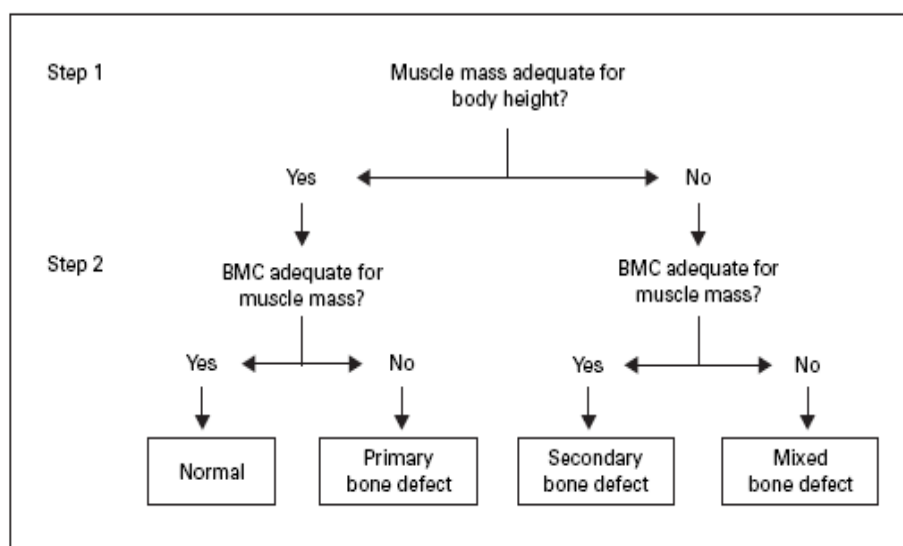 Step 1
Muscle mass adequate for
body height?
Yes
No
Step 2
BMC adequate for
muscle mass?
BMC adequate for
muscle mass?
Yes
No
Yes
No
Normal
Primary
bone defect
Secondary
bone defect
Mixed
bone defect